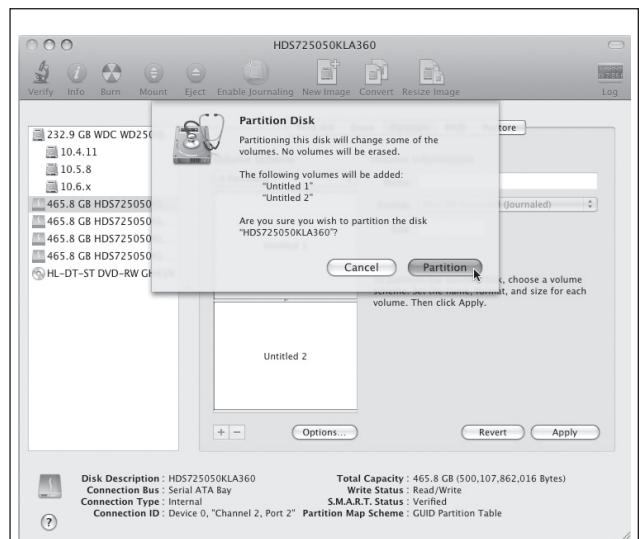 HDS725050KLA360
Verify Info Burn Mount Eject Enable Journaling New Image Convert Resize Image Log
Partition Disk
Partitioning this disk will change some of the
volumes. No volumes will be erased.
The following volumes will be added:
"Untitled 1"
"Untitled 2"
Are you sure you wish to partition the disk
"HDS725050KLA360"?
Cancel Partition
232.9 GB WDC WD250
10.4.11
10.5.8
10.6.x
465.8 GB HDS725050
465.8 GB HDS725050
465.8 GB HDS725050
465.8 GB HDS725050
HL-DT-ST DVD-RW GH
tore
(Journaled)
k, choose a volume
scheme. Set the name, format, and size for each
volume. Then click Apply.
Untitled 2
+ − Options... Revert Apply
Disk Description : HDS725050KLA360 Total Capacity : 465.8 GB (500,107,862,016 Bytes)
Connection Bus : Serial ATA Bay Write Status : Read/Write
Connection Type : Internal S.M.A.R.T. Status : Verified
Connection ID : Device 0, "Channel 2, Port 2" Partition Map Scheme : GUID Partition Table
?